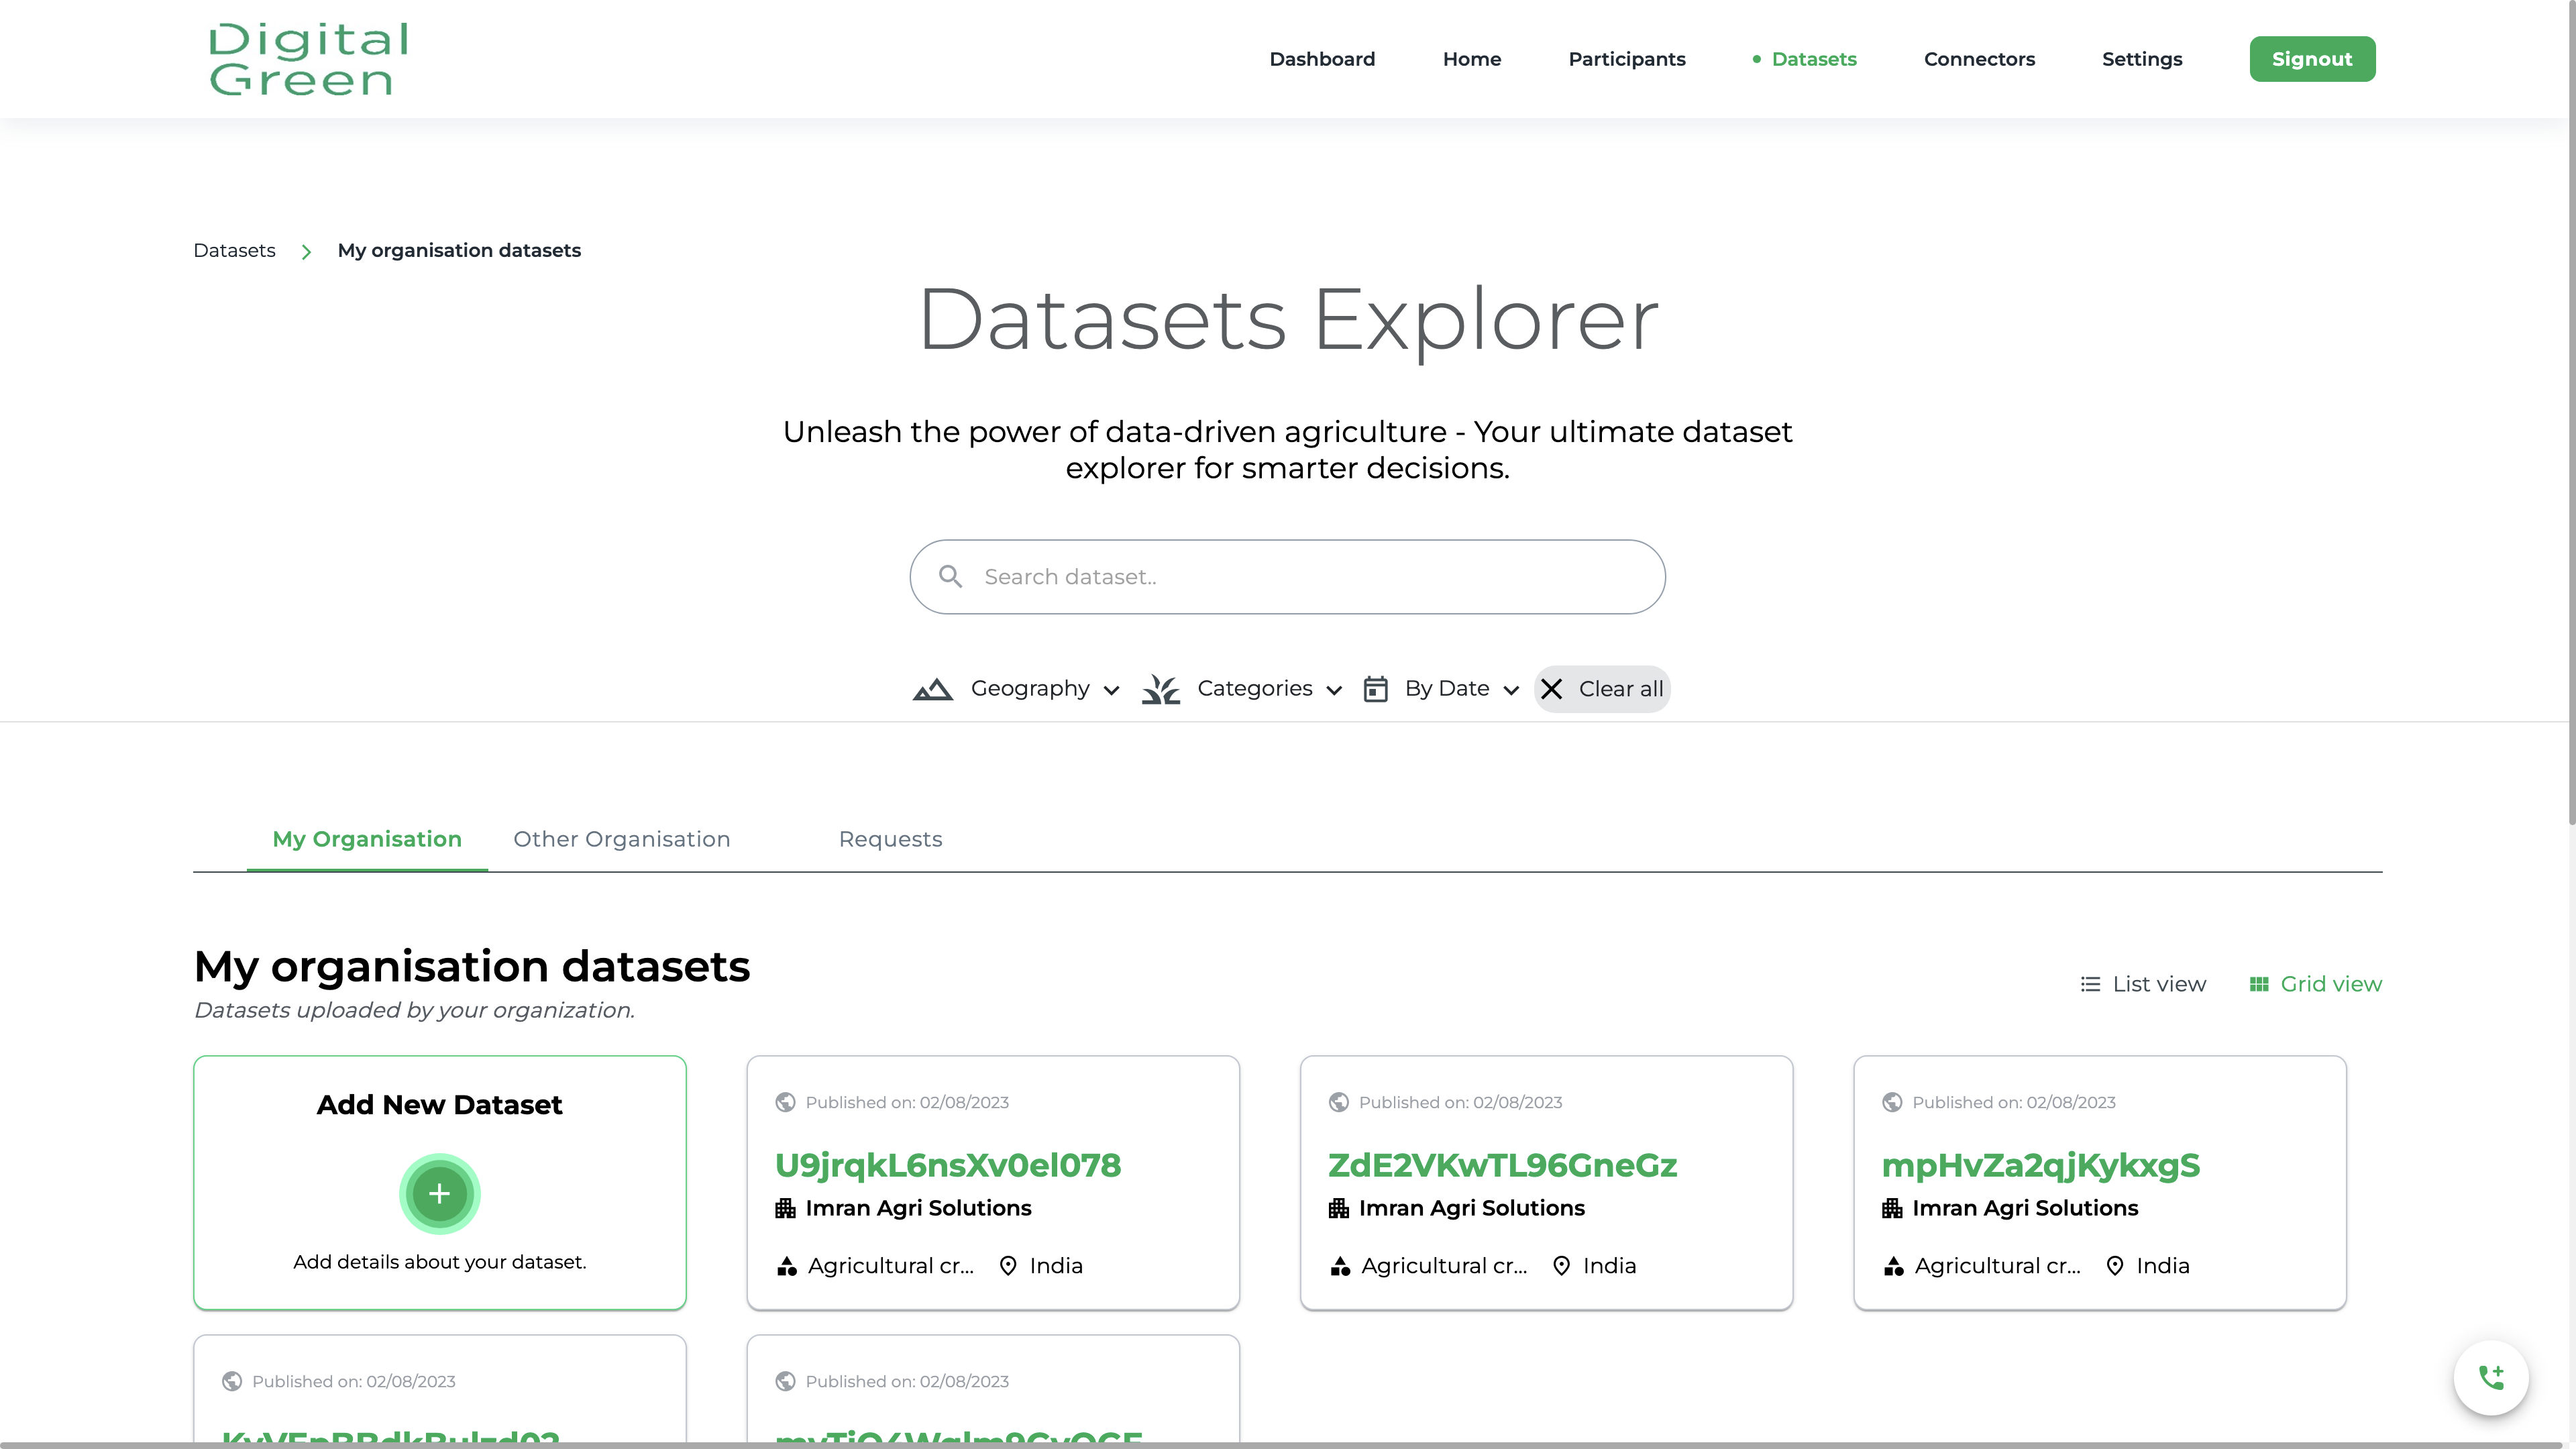 Digital
Green
Dashboard
Home
Participants
Datasets
Connectors
Settings
Signout
Datasets
My organisation datasets
Datasets Explorer
Unleash the power of data-driven agriculture - Your ultimate dataset
explorer for smarter decisions.
Search dataset..
Geography
Categories
By Date
Clear all
My Organisation
Other Organisation
Requests
My organisation datasets
Datasets uploaded by your organization.
List view
Grid view
Add New Dataset
Add details about your dataset.
Published on: 02/08/2023
U9jrqkL6nsXv0el078
Imran Agri Solutions
Agricultural cr...
India
Published on: 02/08/2023
ZdE2VKwTL96GneGz
Imran Agri Solutions
Agricultural cr...
India
Published on: 02/08/2023
mpHvZa2qjKykxgS
Imran Agri Solutions
Agricultural cr...
India
Published on: 02/08/2023
Published on: 02/08/2023